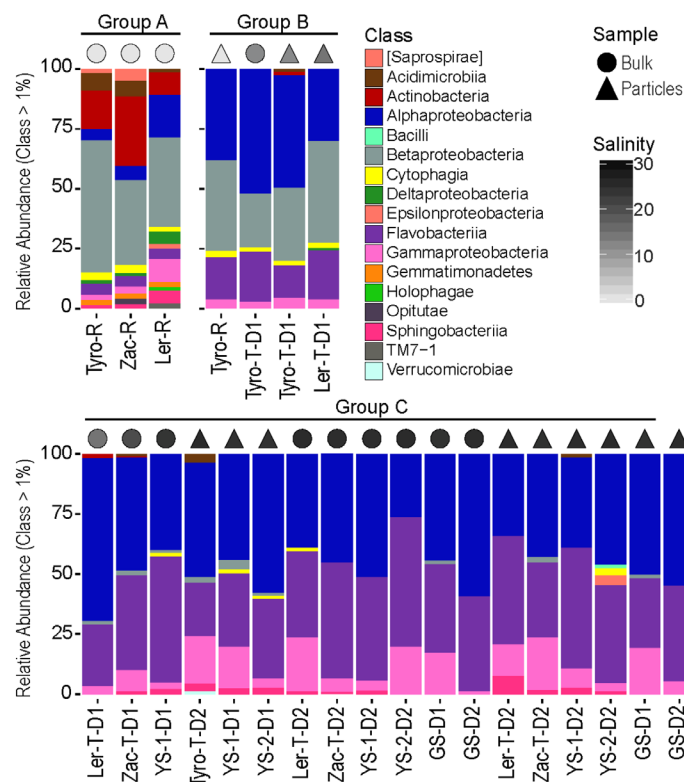 Group A
Group B
Relative Abundance (Class > 1%)
100
75
50
25
0
Tyro-R
Zac-R
Ler-R
Tyro-R
Tyro-T-D1
Tyro-T-D1
Ler-T-D1
Class
[Saprospirae]
Acidimicrobiia
Actinobacteria
Alphaproteobacteria
Bacilli
Betaproteobacteria
Cytophagia
Deltaproteobacteria
Epsilonproteobacteria
Flavobacteriia
Gammaproteobacteria
Gemmatimonadetes
Holophagae
Opitutae
Sphingobacteriia
TM7-1
Verrucomicrobiae
Sample
Bulk
Particles
Salinity
30
20
10
0
Group C
Relative Abundance (Class > 1%)
100
75
50
25
0
Ler-T-D1
Zac-T-D1
YS-1-D1
Tyro-T-D2
YS-1-D1
YS-2-D1
Ler-T-D2
Zac-T-D2
YS-1-D2
YS-2-D2
GS-D1
GS-D2
Ler-T-D2
Zac-T-D2
YS-1-D2
YS-2-D2
GS-D1
GS-D2